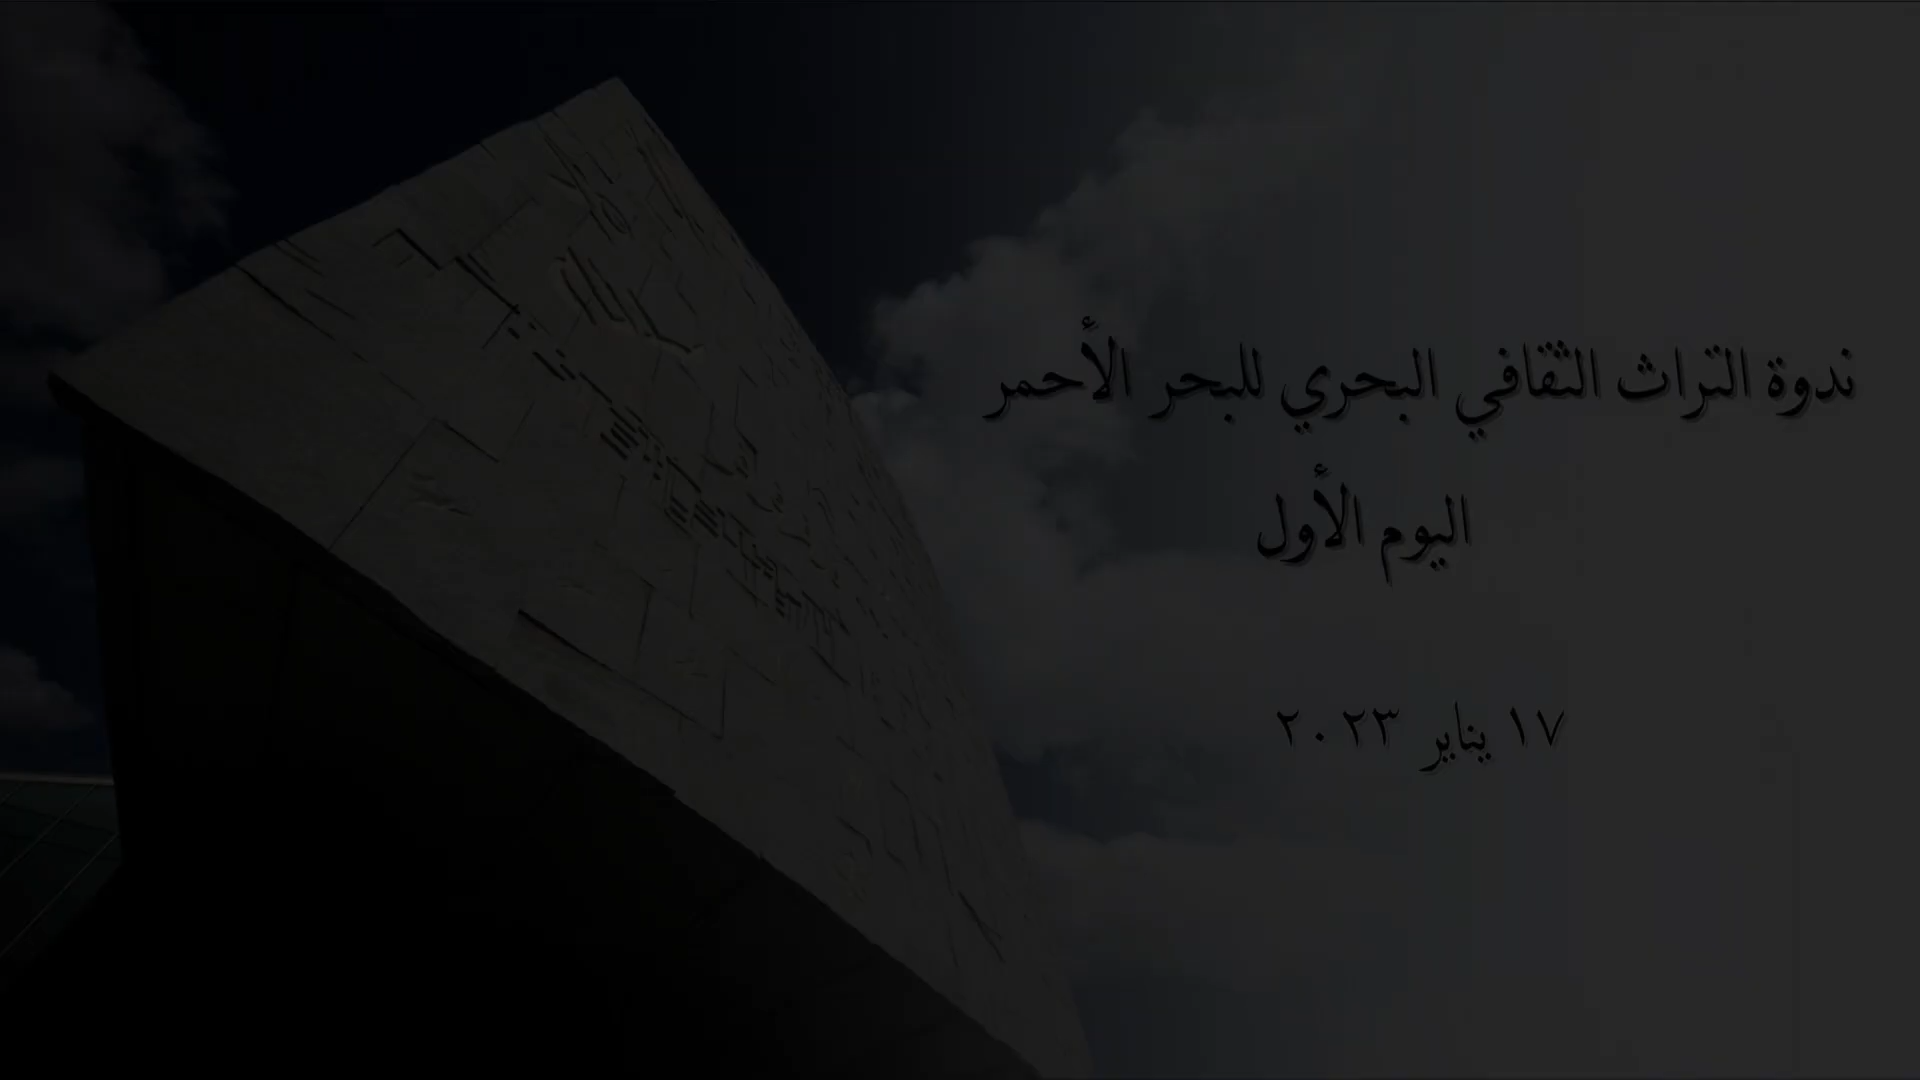 ندوة التراث الثقافي البحري للبحر الأحمر
اليوم الأول
١٧ يناير ٢٠٢٣